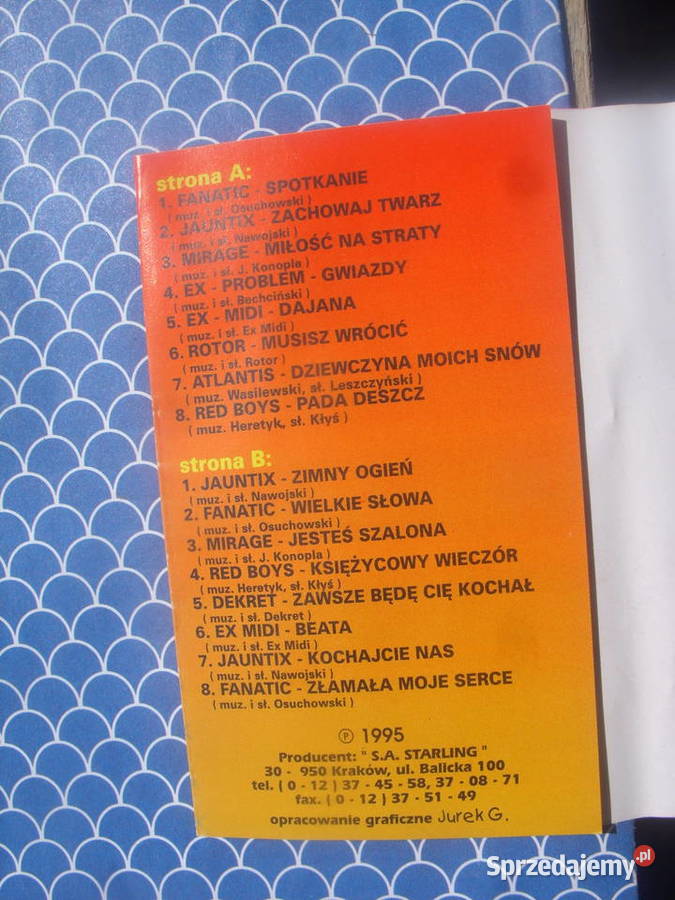 strona A:
1. FANATIC - SPOTKANIE
( muz. i sł. Osuchowski )
2. JAUNTIX - ZACHOWAJ TWARZ
( muz. i sł. Nawojski )
3. MIRAGE - MIŁOŚĆ NA STRATY
( muz. i sł. J. Konopla )
4. EX - PROBLEM - GWIAZDY
( muz. i sł. Bechciński )
5. EX - MIDI - DAJANA
( muz. i sł. Ex Midi )
6. ROTOR - MUSISZ WRÓCIĆ
( muz. i sł. Rotor )
7. ATLANTIS - DZIEWCZYNA MOICH SNÓW
( muz. Wasilewski, sł. Leszczyński )
8. RED BOYS - PADA DESZCZ
( muz. Heretyk, sł. Kłyś )
strona B:
1. JAUNTIX - ZIMNY OGIEŃ
( muz. i sł. Nawojski )
2. FANATIC - WIELKIE SŁOWA
( muz. i sł. Osuchowski )
3. MIRAGE - JESTEŚ SZALONA
( muz. i sł. J. Konopla )
4. RED BOYS - KSIĘŻYCOWY WIECZÓR
( muz. Heretyk, sł. Kłyś )
5. DEKRET - ZAWSZE BĘDĘ CIĘ KOCHAŁ
( muz. i sł. Dekret )
6. EX MIDI - BEATA
( muz. i sł. Ex Midi )
7. JAUNTIX - KOCHAJCIE NAS
( muz. i sł. Nawojski )
8. FANATIC - ZŁAMAŁA MOJE SERCE
( muz. i sł. Osuchowski )
℗ 1995
Producent: " S.A. STARLING "
30 - 950 Kraków, ul. Balicka 100
tel. ( 0 - 12 ) 37 - 45 - 58, 37 - 08 - 71
fax. ( 0 - 12 ) 37 - 51 - 49
opracowanie graficzne Jurek G.
Sprzedajemy.pl